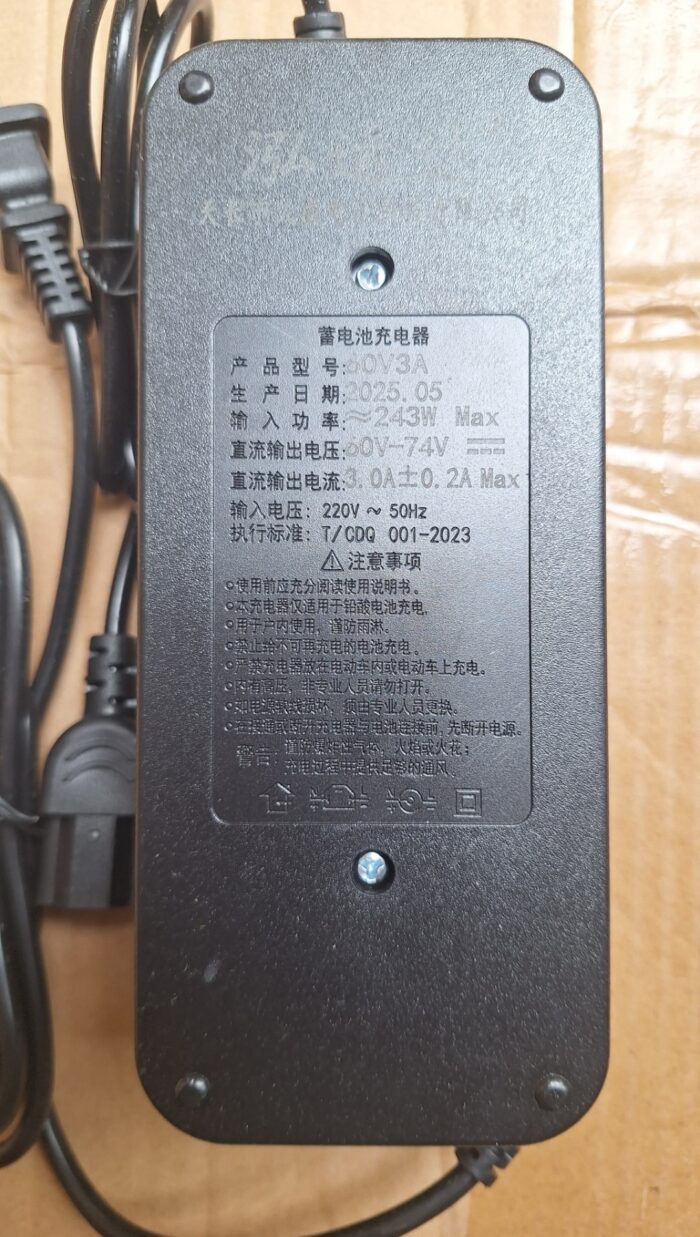 泓
蓄电池充电器
产品型号:60V3A
生产日期:2025.05
输入功率:≈243W Max
直流输出电压:60V-74V
直流输出电流:3.0A±0.2A Max
输入电压: 220V ~ 50Hz
执行标准: T/CDQ 001-2023
注意事项
○使用前应充分阅读使用说明书。
○本充电器仅适用于铅酸电池充电,
○用于户内使用，谨防雨淋。
○禁止给不可再充电的电池充电。
○严禁充电器放在电动车内或电动车上充电。
○内有高压，非专业人员请勿打开。
○如电源软线损坏，须由专业人员更换。
○在接通或断开充电器与电池连接前,先断开电源。
警告: 谨防爆炸性气体，火焰或火花;
充电过程中提供足够的通风。